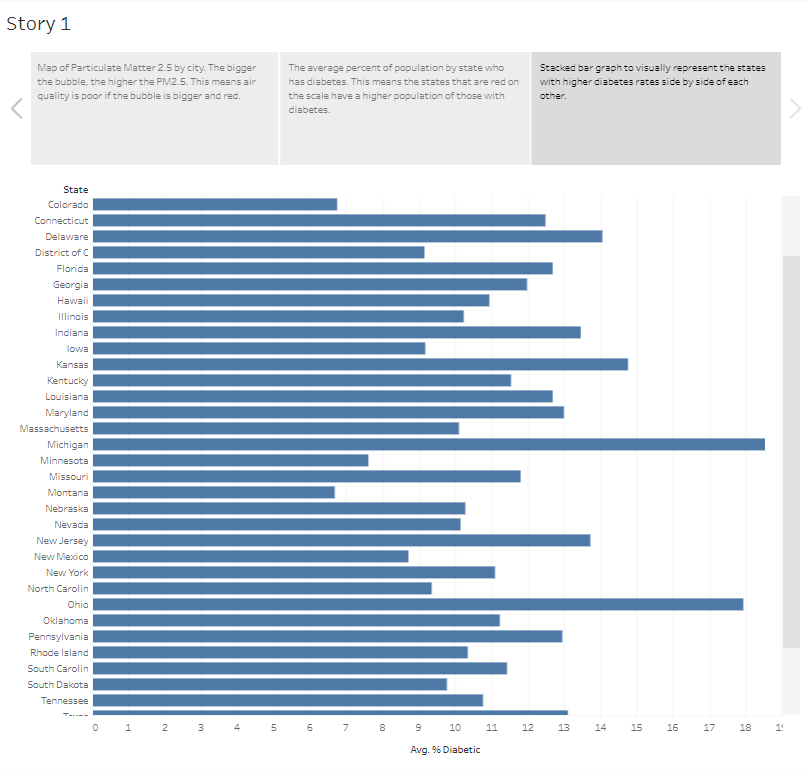 Story 1
Map of Particulate Matter 2.5 by city. The bigger
the bubble, the higher the PM2.5. This means air
quality is poor if the bubble is bigger and red.
The average percent of population by state who
has diabetes. This means the states that are red on
the scale have a higher population of those with
diabetes.
Stacked bar graph to visually represent the states
with higher diabetes rates side by side of each
other.
State
Colorado
Connecticut
Delaware
District of C
Florida
Georgia
Hawaii
Illinois
Indiana
Iowa
Kansas
Kentucky
Louisiana
Maryland
Massachusetts
Michigan
Minnesota
Missouri
Montana
Nebraska
Nevada
New Jersey
New Mexico
New York
North Carolin
Ohio
Oklahoma
Pennsylvania
Rhode Island
South Carolin
South Dakota
Tennessee
0 1 2 3 4 5 6 7 8 9 10 11 12 13 14 15 16 17 18
Avg. % Diabetic